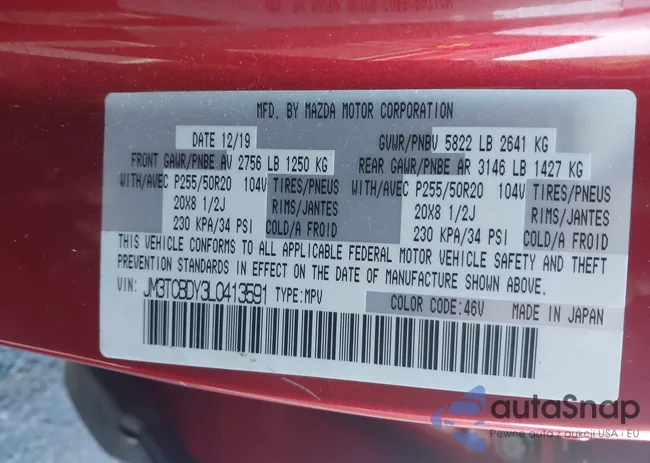 MFD. BY MAZDA MOTOR CORPORATION
DATE 12/19 GVWR/PNBV 5822 LB 2641 KG
FRONT GAWR/PNBE AV 2756 LB 1250 KG REAR GAWR/PNBE AR 3146 LB 1427 KG
WITH/AVEC P255/50R20 104V TIRES/PNEUS WITH/AVEC P255/50R20 104V TIRES/PNEUS
20X8 1/2J RIMS/JANTES 20X8 1/2J RIMS/JANTES
230 KPA/34 PSI COLD/A FROID 230 KPA/34 PSI COLD/A FROID
THIS VEHICLE CONFORMS TO ALL APPLICABLE FEDERAL MOTOR VEHICLE SAFETY AND THEFT
PREVENTION STANDARDS IN EFFECT ON THE DATE OF MANUFACTURE SHOWN ABOVE.
VIN: JM3TCBDY3L0413591 TYPE:MPV
COLOR CODE:46V MADE IN JAPAN
autaSnap
Pewne auta z aukcji USA i EU